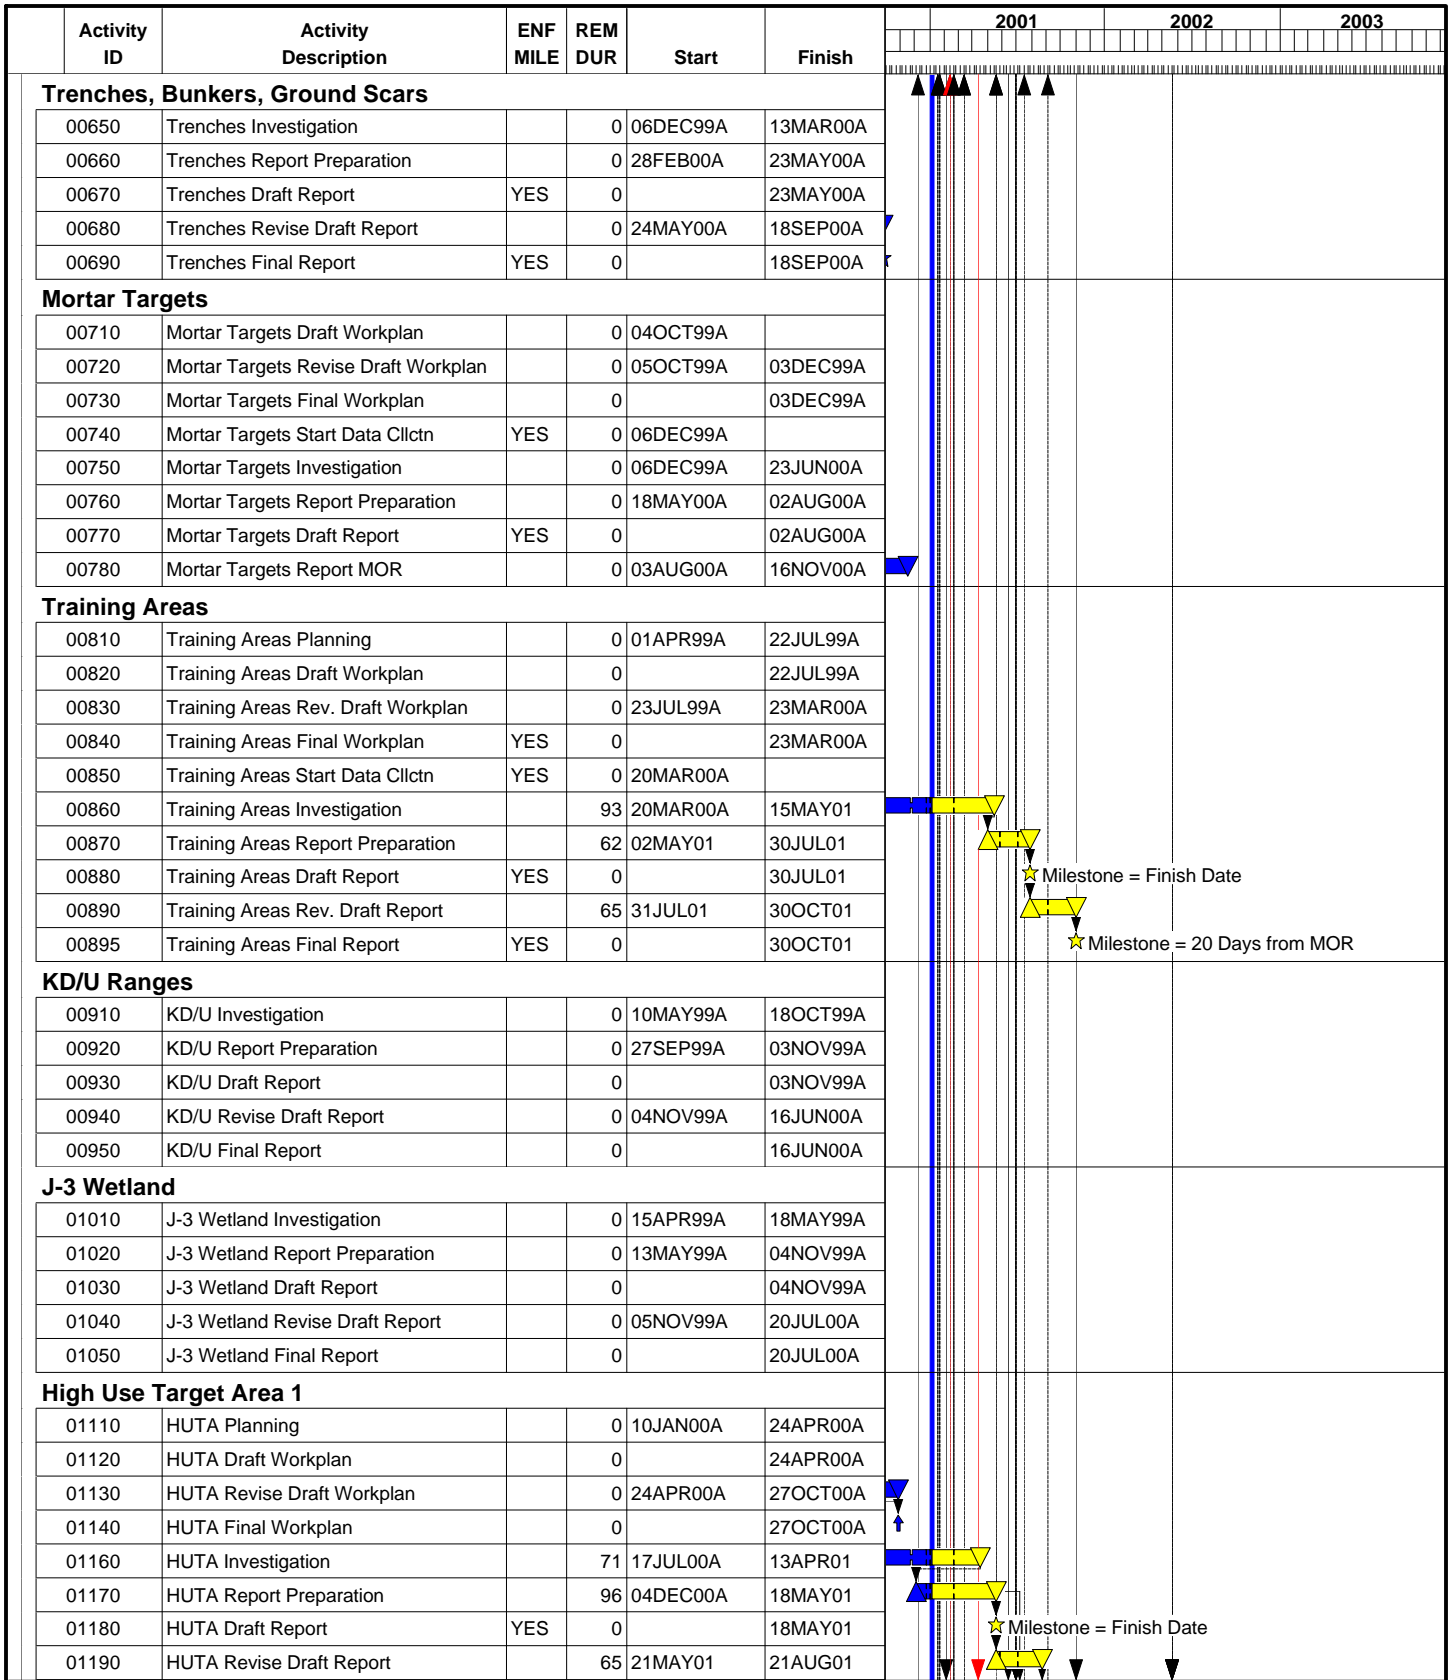 Activity Activity ENF REM 2001 2002 2003
ID Description MILE DUR Start Finish
Trenches, Bunkers, Ground Scars
00650 Trenches Investigation 0 06DEC99A 13MAR00A
00660 Trenches Report Preparation 0 28FEB00A 23MAY00A
00670 Trenches Draft Report YES 0 23MAY00A
00680 Trenches Revise Draft Report 0 24MAY00A 18SEP00A
00690 Trenches Final Report YES 0 18SEP00A
Mortar Targets
00710 Mortar Targets Draft Workplan 0 04OCT99A
00720 Mortar Targets Revise Draft Workplan 0 05OCT99A 03DEC99A
00730 Mortar Targets Final Workplan 0 03DEC99A
00740 Mortar Targets Start Data Cllctn YES 0 06DEC99A
00750 Mortar Targets Investigation 0 06DEC99A 23JUN00A
00760 Mortar Targets Report Preparation 0 18MAY00A 02AUG00A
00770 Mortar Targets Draft Report YES 0 02AUG00A
00780 Mortar Targets Report MOR 0 03AUG00A 16NOV00A
Training Areas
00810 Training Areas Planning 0 01APR99A 22JUL99A
00820 Training Areas Draft Workplan 0 22JUL99A
00830 Training Areas Rev. Draft Workplan 0 23JUL99A 23MAR00A
00840 Training Areas Final Workplan YES 0 23MAR00A
00850 Training Areas Start Data Cllctn YES 0 20MAR00A
00860 Training Areas Investigation 93 20MAR00A 15MAY01
00870 Training Areas Report Preparation 62 02MAY01 30JUL01
00880 Training Areas Draft Report YES 0 30JUL01 Milestone = Finish Date
00890 Training Areas Rev. Draft Report 65 31JUL01 30OCT01
00895 Training Areas Final Report YES 0 30OCT01 Milestone = 20 Days from MOR
KD/U Ranges
00910 KD/U Investigation 0 10MAY99A 18OCT99A
00920 KD/U Report Preparation 0 27SEP99A 03NOV99A
00930 KD/U Draft Report 0 03NOV99A
00940 KD/U Revise Draft Report 0 04NOV99A 16JUN00A
00950 KD/U Final Report 0 16JUN00A
J-3 Wetland
01010 J-3 Wetland Investigation 0 15APR99A 18MAY99A
01020 J-3 Wetland Report Preparation 0 13MAY99A 04NOV99A
01030 J-3 Wetland Draft Report 0 04NOV99A
01040 J-3 Wetland Revise Draft Report 0 05NOV99A 20JUL00A
01050 J-3 Wetland Final Report 0 20JUL00A
High Use Target Area 1
01110 HUTA Planning 0 10JAN00A 24APR00A
01120 HUTA Draft Workplan 0 24APR00A
01130 HUTA Revise Draft Workplan 0 24APR00A 27OCT00A
01140 HUTA Final Workplan 0 27OCT00A
01160 HUTA Investigation 71 17JUL00A 13APR01
01170 HUTA Report Preparation 96 04DEC00A 18MAY01
01180 HUTA Draft Report YES 0 18MAY01 Milestone = Finish Date
01190 HUTA Revise Draft Report 65 21MAY01 21AUG01